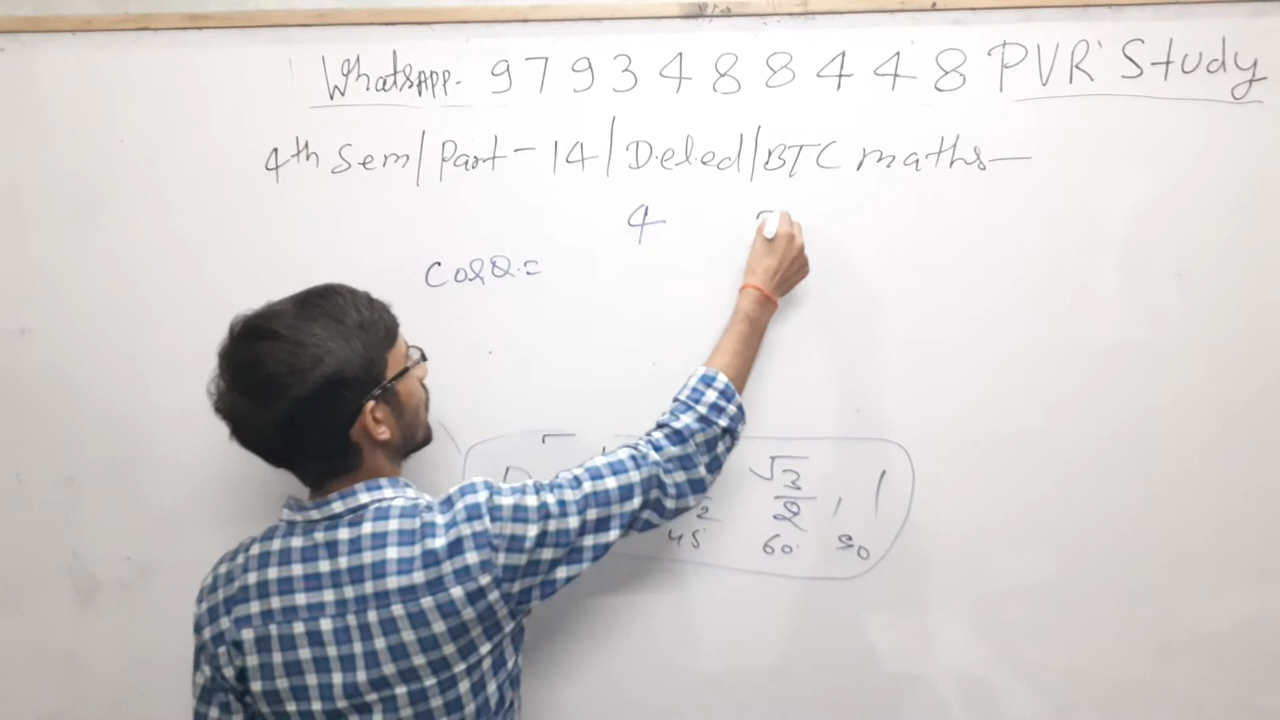 WhatsAPP- 9793488448 PVR Study
4th Sem/Part-14/D.el.ed/BTC maths—
4
Cosθ=
√3 , 1
2 2
45 60 90